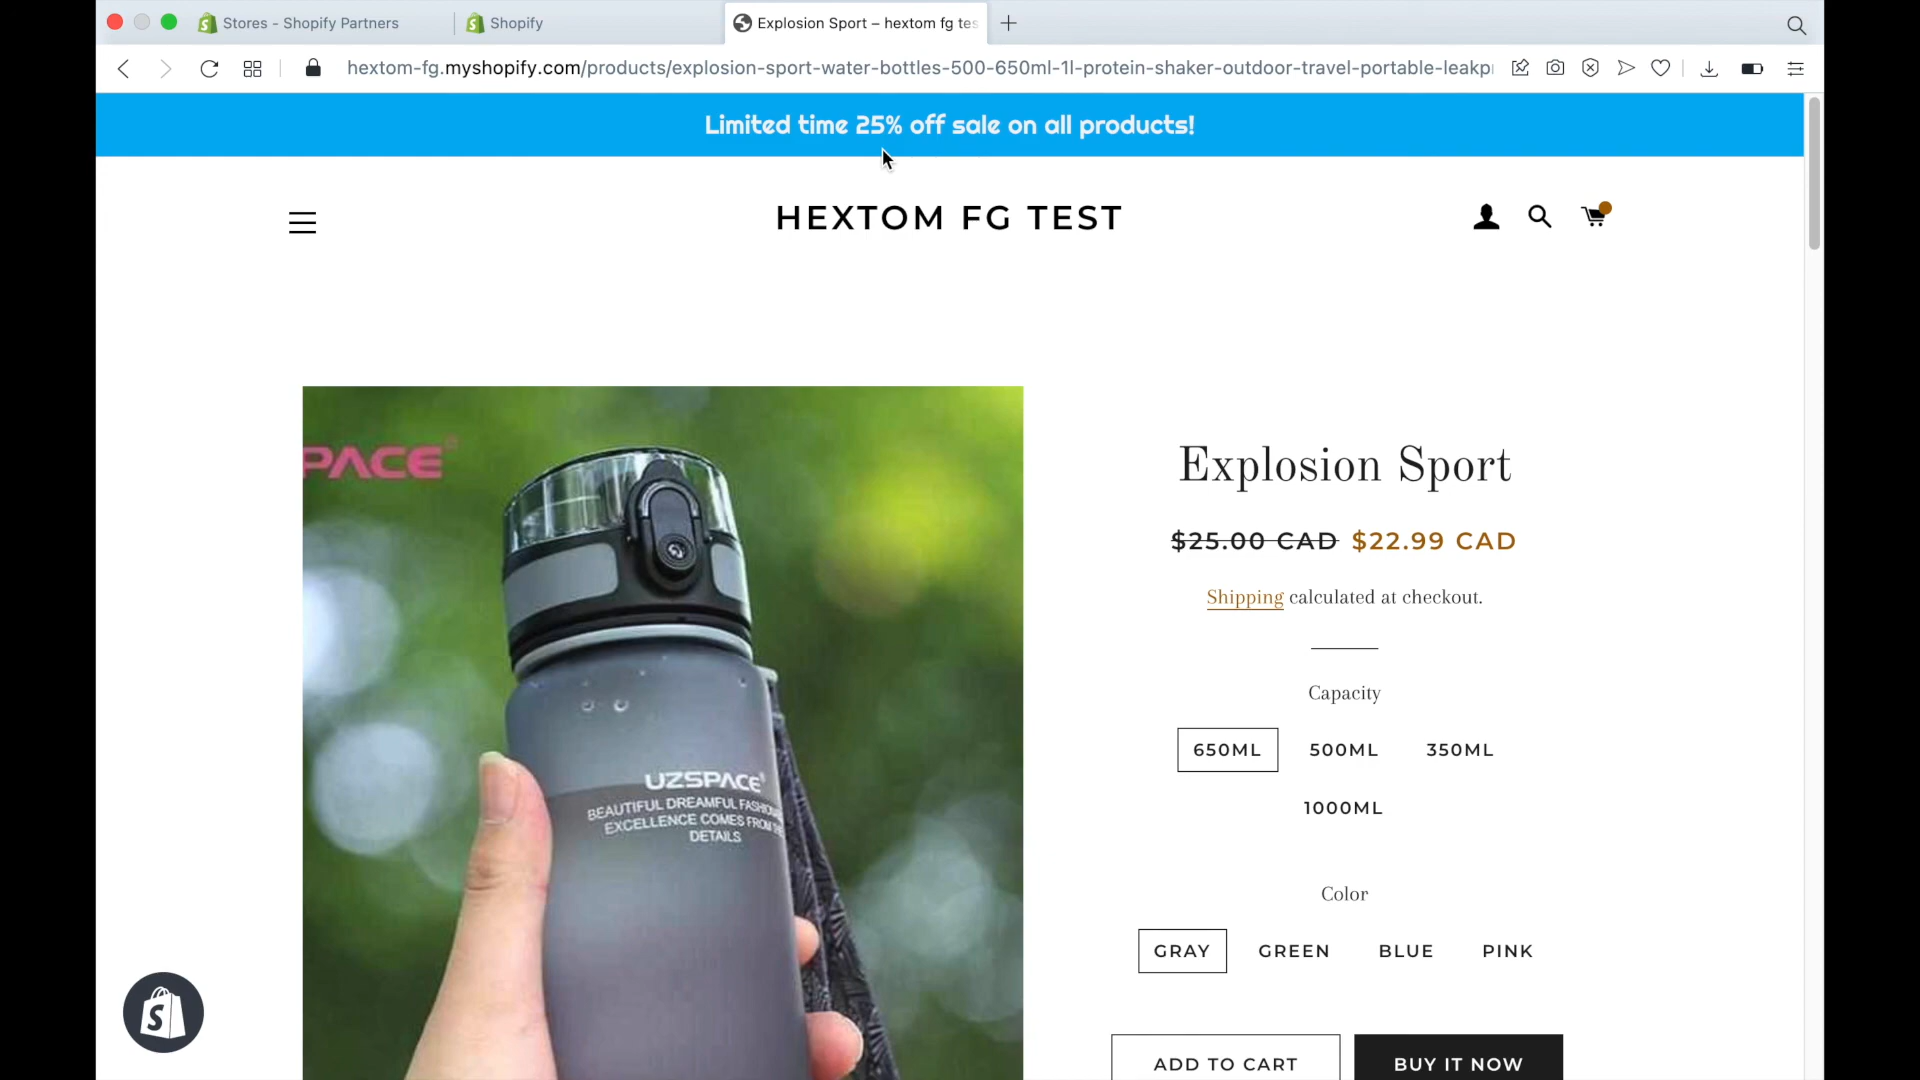 Stores - Shopify Partners
Shopify
Explosion Sport – hextom fg tes
hextom-fg.myshopify.com/products/explosion-sport-water-bottles-500-650ml-1l-protein-shaker-outdoor-travel-portable-leakp
Limited time 25% off sale on all products!
HEXTOM FG TEST
PACE
Explosion Sport
$25.00 CAD $22.99 CAD
Shipping calculated at checkout.
Capacity
650ML 500ML 350ML
1000ML
UZSPACE®
BEAUTIFUL DREAMFUL FASHION
EXCELLENCE COMES FROM
DETAILS
Color
GRAY GREEN BLUE PINK
ADD TO CART BUY IT NOW